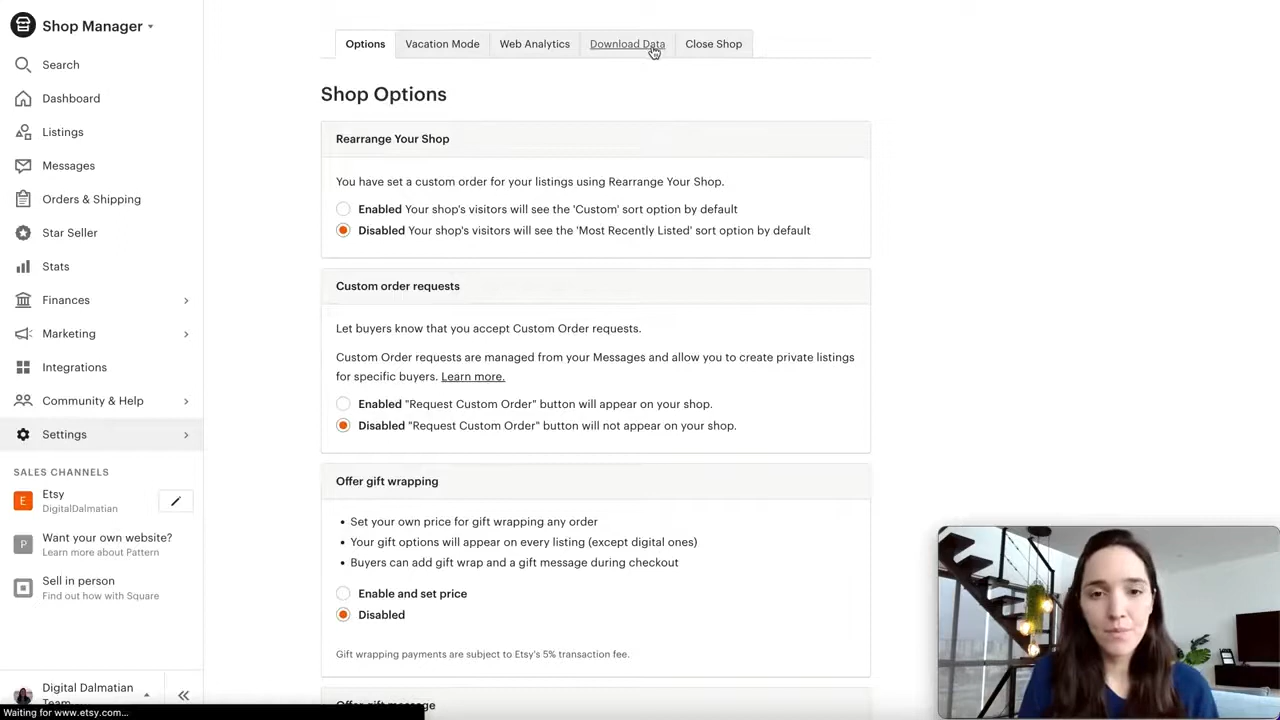 Shop Manager
Search
Dashboard
Listings
Messages
Orders & Shipping
Star Seller
Stats
Finances
Marketing
Integrations
Community & Help
Settings
SALES CHANNELS
E
Etsy
DigitalDalmatian
P
Want your own website?
Learn more about Pattern
Sell in person
Find out how with Square
Digital Dalmatian
Team
Waiting for www.etsy.com...
Options
Vacation Mode
Web Analytics
Download Data
Close Shop
Shop Options
Rearrange Your Shop
You have set a custom order for your listings using Rearrange Your Shop.
Enabled Your shop's visitors will see the 'Custom' sort option by default
Disabled Your shop's visitors will see the 'Most Recently Listed' sort option by default
Custom order requests
Let buyers know that you accept Custom Order requests.
Custom Order requests are managed from your Messages and allow you to create private listings
for specific buyers. Learn more.
Enabled "Request Custom Order" button will appear on your shop.
Disabled "Request Custom Order" button will not appear on your shop.
Offer gift wrapping
• Set your own price for gift wrapping any order
• Your gift options will appear on every listing (except digital ones)
• Buyers can add gift wrap and a gift message during checkout
Enable and set price
Disabled
Gift wrapping payments are subject to Etsy's 5% transaction fee.
Offer gift message